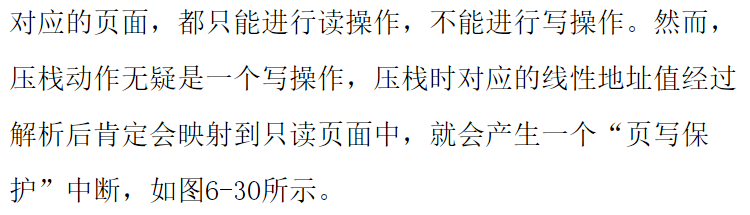 对应的页面，都只能进行读操作，不能进行写操作。然而，
压栈动作无疑是一个写操作，压栈时对应的线性地址值经过
解析后肯定会映射到只读页面中，就会产生一个“页写保
护”中断，如图6-30所示。